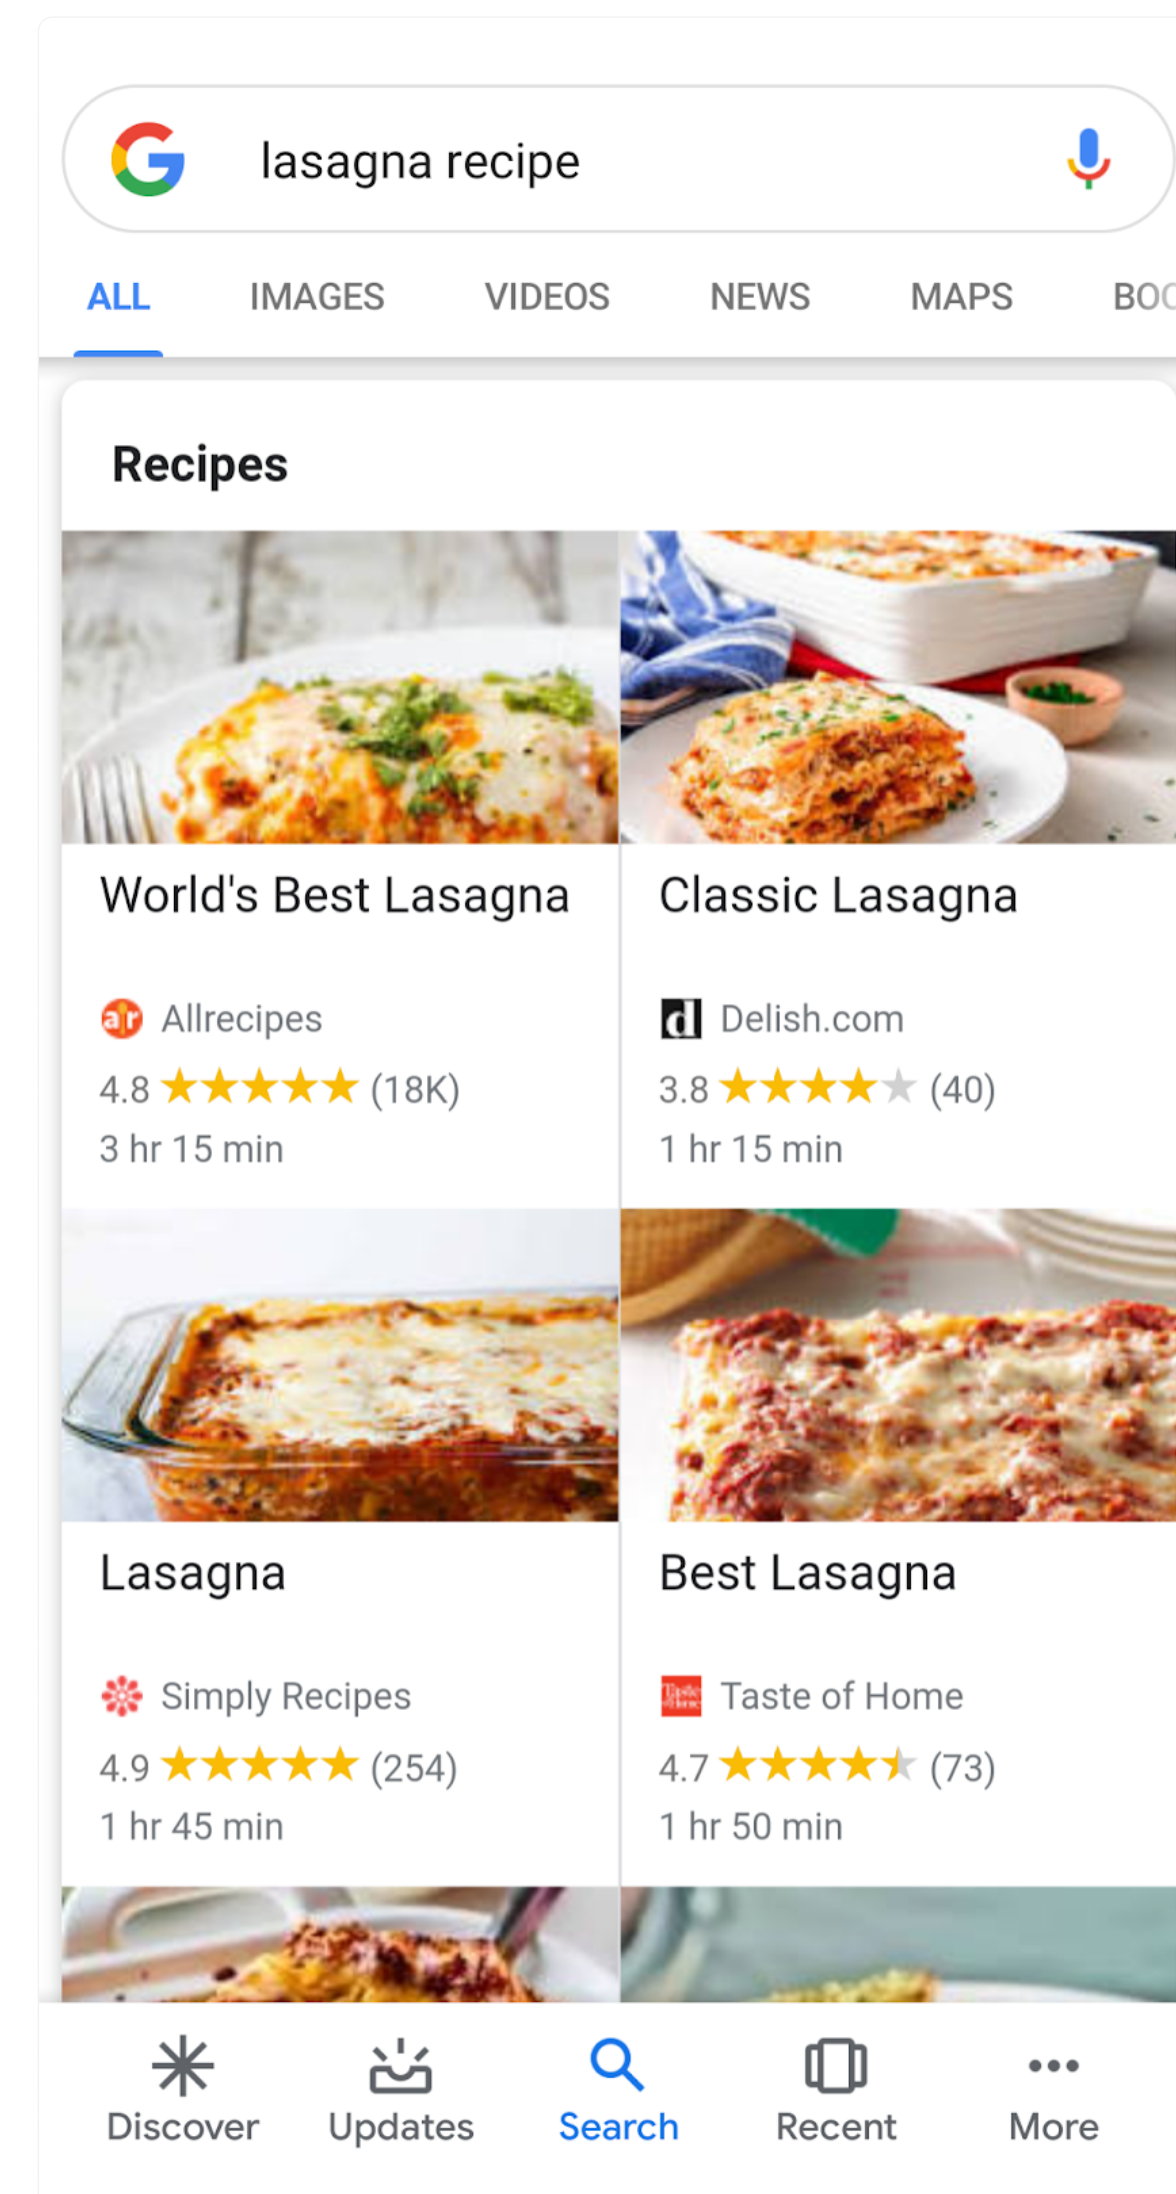 lasagna recipe
ALL IMAGES VIDEOS NEWS MAPS
Recipes
World's Best Lasagna
Allrecipes
4.8 (18K)
3 hr 15 min
Classic Lasagna
Delish.com
3.8 (40)
1 hr 15 min
Lasagna
Simply Recipes
4.9 (254)
1 hr 45 min
Best Lasagna
Taste of Home
4.7 (73)
1 hr 50 min
Discover Updates Search Recent More